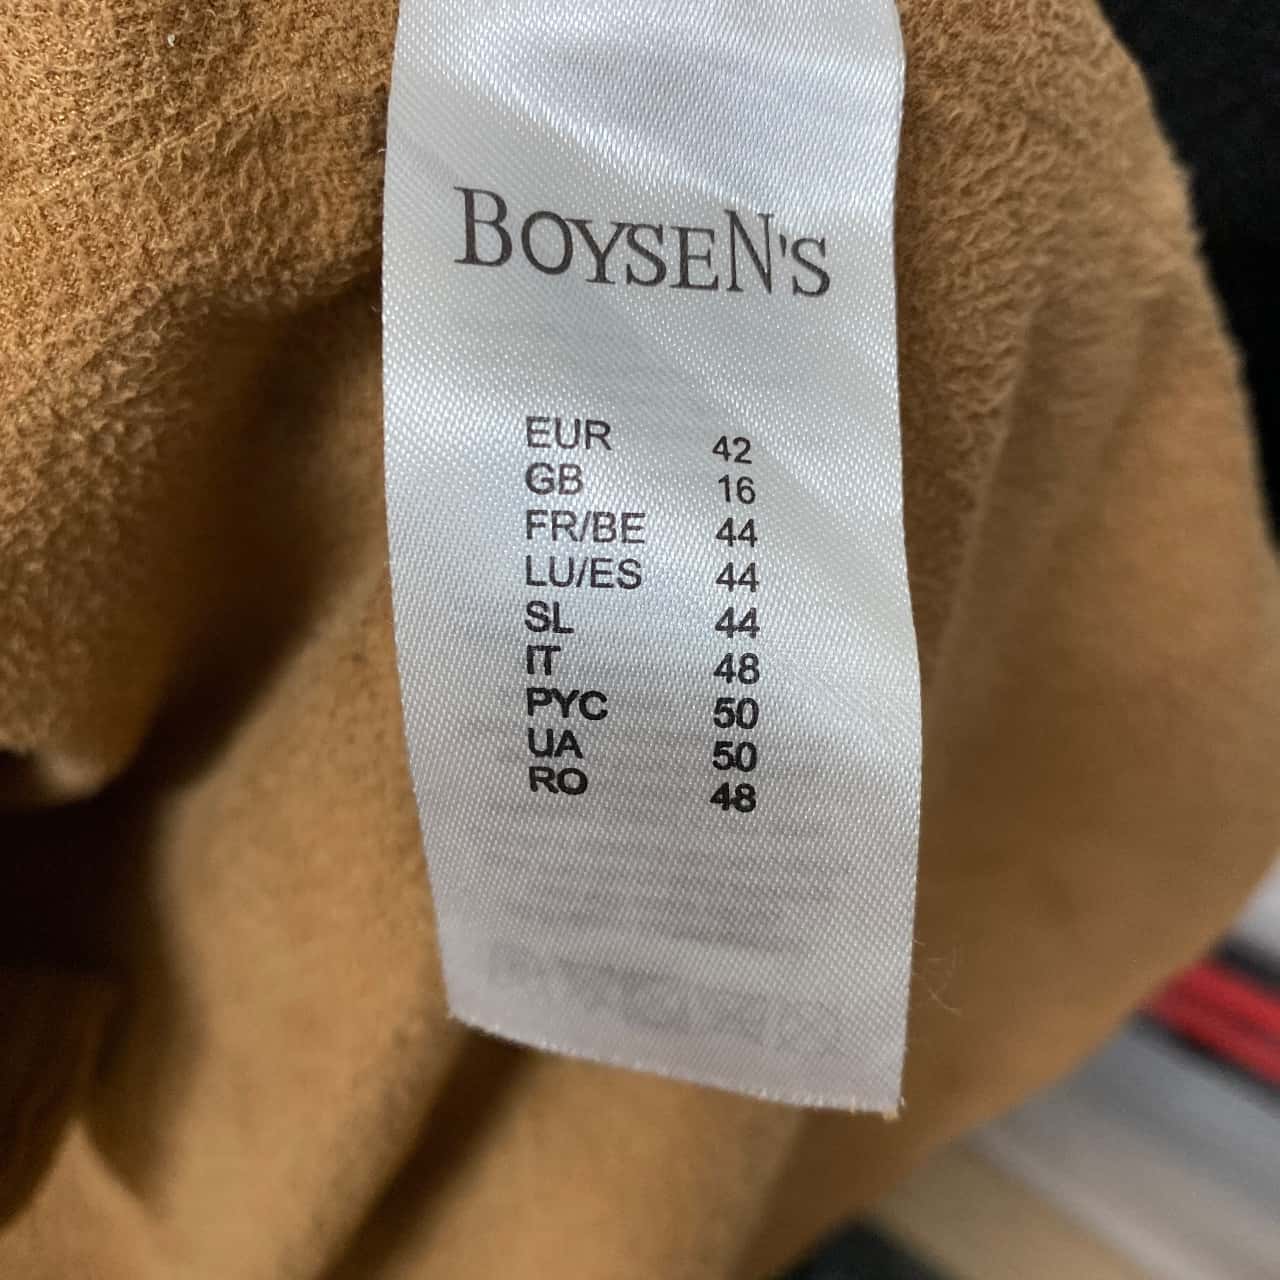 BOYSEN'S
EUR 42
GB 16
FR/BE 44
LU/ES 44
SL 44
IT 48
РУС 50
UA 50
RO 48